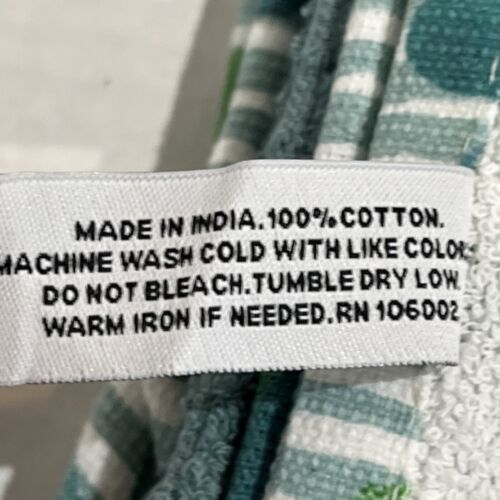 MADE IN INDIA.100%COTTON.
MACHINE WASH COLD WITH LIKE COLOR
DO NOT BLEACH.TUMBLE DRY LOW
WARM IRON IF NEEDED.RN 106002